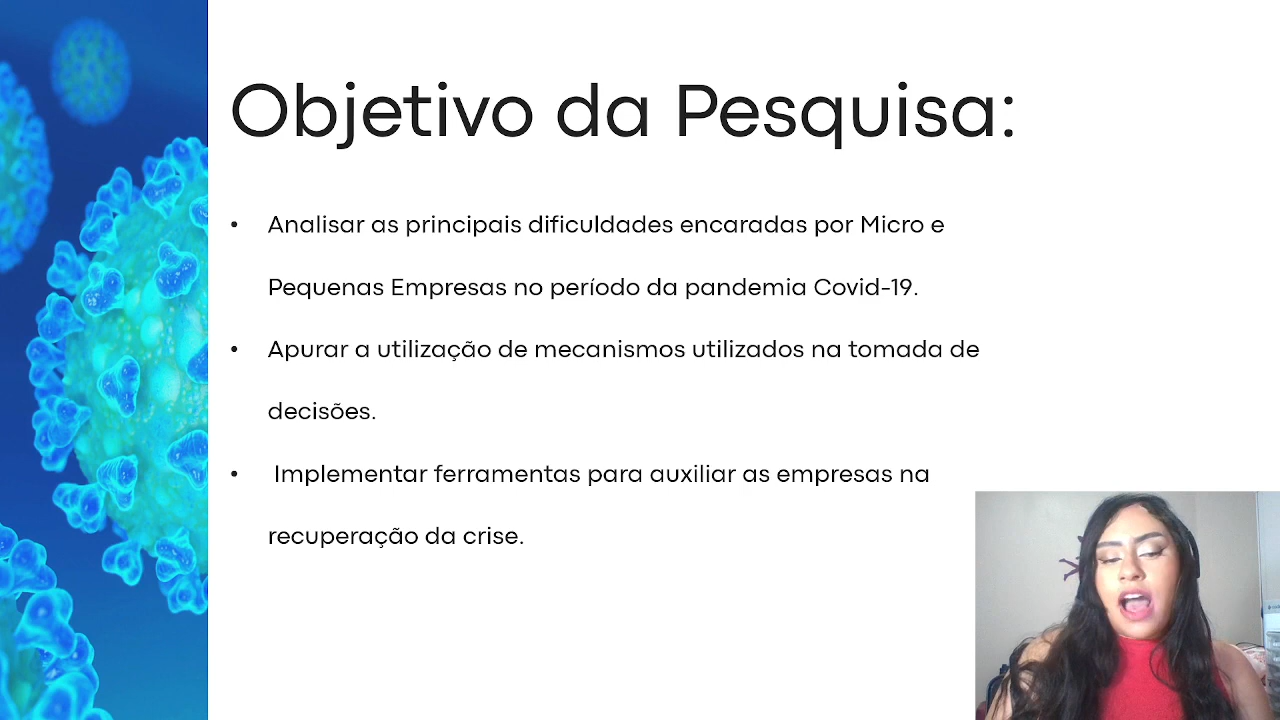 Objetivo da Pesquisa:
• Analisar as principais dificuldades encaradas por Micro e
Pequenas Empresas no período da pandemia Covid-19.
• Apurar a utilização de mecanismos utilizados na tomada de
decisões.
• Implementar ferramentas para auxiliar as empresas na
recuperação da crise.